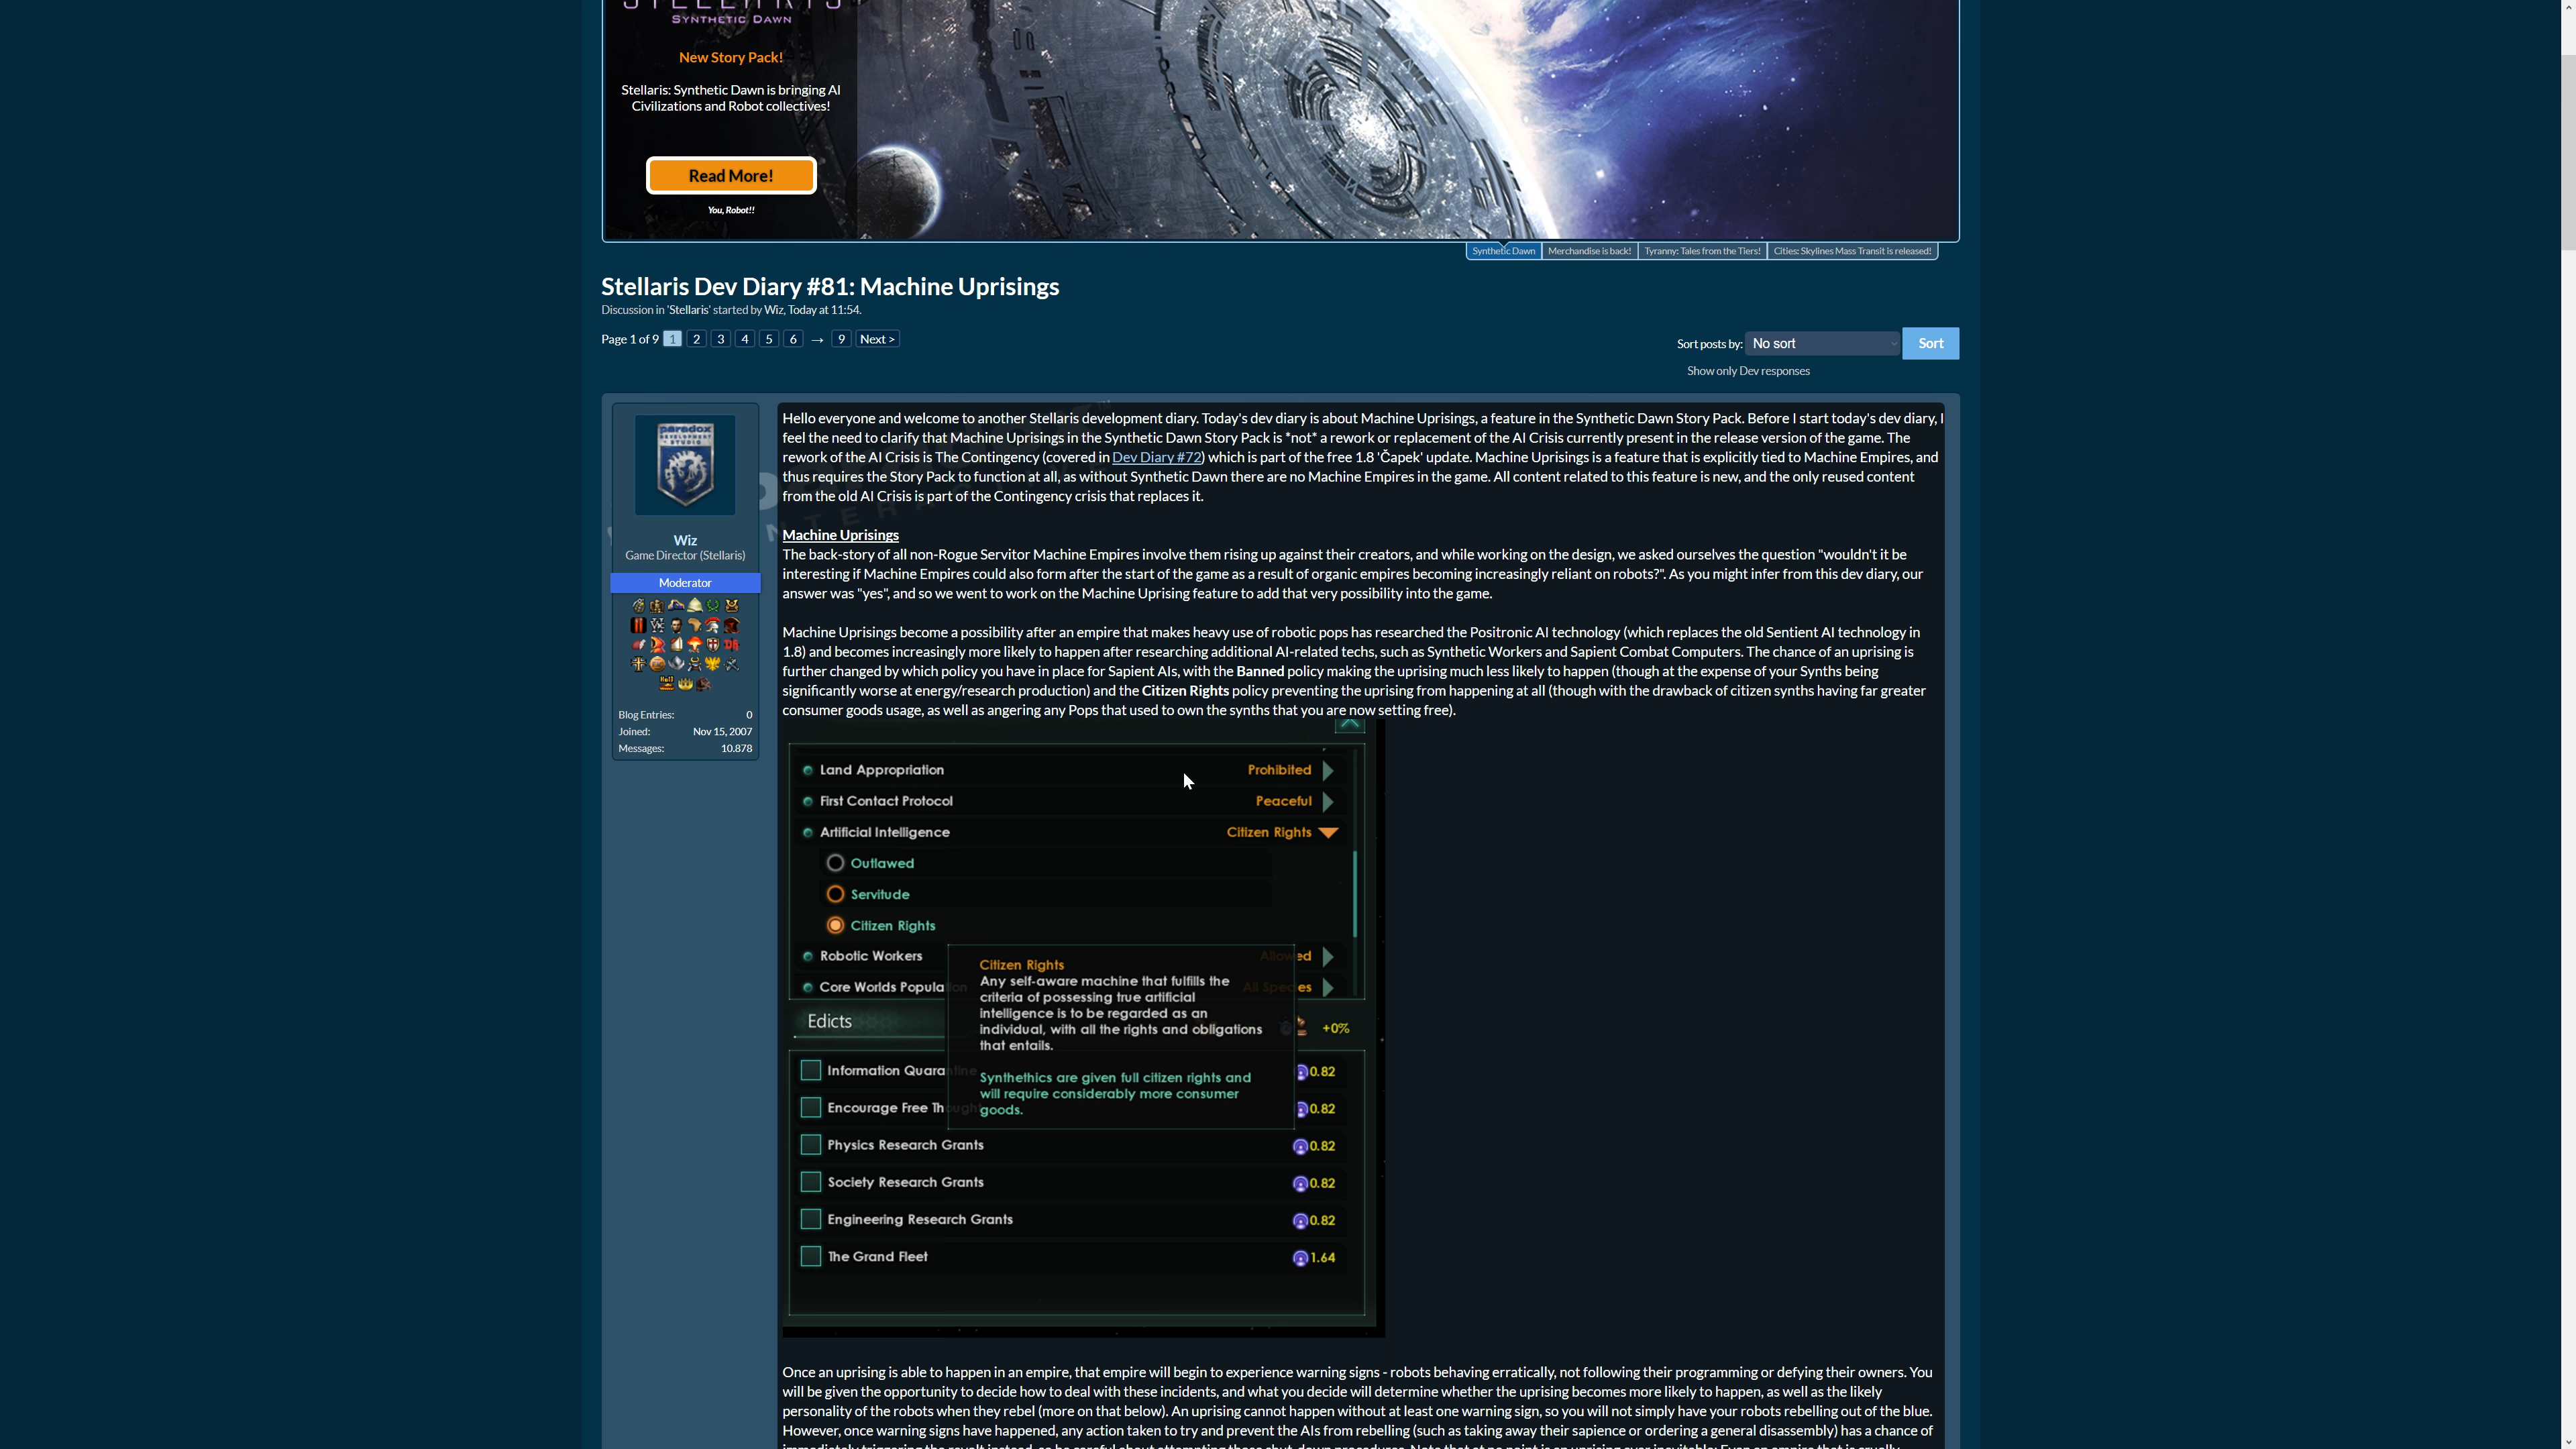 STELLARIS
SYNTHETIC DAWN
New Story Pack!
Stellaris: Synthetic Dawn is bringing AI
Civilizations and Robot collectives!
Read More!
You, Robot!!
Synthetic Dawn
Merchandise is back!
Tyranny: Tales from the Tiers!
Cities: Skylines Mass Transit is released!
Stellaris Dev Diary #81: Machine Uprisings
Discussion in 'Stellaris' started by Wiz, Today at 11:54.
Page 1 of 9 1 2 3 4 5 6 → 9 Next >
Sort posts by: No sort Sort
Show only Dev responses
paradox
DEVELOPMENT
STUDIO
Wiz
Game Director (Stellaris)
Moderator
Blog Entries: 0
Joined: Nov 15, 2007
Messages: 10.878
Hello everyone and welcome to another Stellaris development diary. Today's dev diary is about Machine Uprisings, a feature in the Synthetic Dawn Story Pack. Before I start today's dev diary, I
feel the need to clarify that Machine Uprisings in the Synthetic Dawn Story Pack is *not* a rework or replacement of the AI Crisis currently present in the release version of the game. The
rework of the AI Crisis is The Contingency (covered in Dev Diary #72) which is part of the free 1.8 'Čapek' update. Machine Uprisings is a feature that is explicitly tied to Machine Empires, and
thus requires the Story Pack to function at all, as without Synthetic Dawn there are no Machine Empires in the game. All content related to this feature is new, and the only reused content
from the old AI Crisis is part of the Contingency crisis that replaces it.
Machine Uprisings
The back-story of all non-Rogue Servitor Machine Empires involve them rising up against their creators, and while working on the design, we asked ourselves the question "wouldn't it be
interesting if Machine Empires could also form after the start of the game as a result of organic empires becoming increasingly reliant on robots?". As you might infer from this dev diary, our
answer was "yes", and so we went to work on the Machine Uprising feature to add that very possibility into the game.
Machine Uprisings become a possibility after an empire that makes heavy use of robotic pops has researched the Positronic AI technology (which replaces the old Sentient AI technology in
1.8) and becomes increasingly more likely to happen after researching additional AI-related techs, such as Synthetic Workers and Sapient Combat Computers. The chance of an uprising is
further changed by which policy you have in place for Sapient AIs, with the Banned policy making the uprising much less likely to happen (though at the expense of your Synths being
significantly worse at energy/research production) and the Citizen Rights policy preventing the uprising from happening at all (though with the drawback of citizen synths having far greater
consumer goods usage, as well as angering any Pops that used to own the synths that you are now setting free).
Land Appropriation Prohibited
First Contact Protocol Peaceful
Artificial Intelligence Citizen Rights
Outlawed
Servitude
Citizen Rights
Robotic Workers Allowed
Core Worlds Population All Species
Citizen Rights
Any self-aware machine that fulfills the
criteria of possessing true artificial
intelligence is to be regarded as an
individual, with all the rights and obligations
that entails.
Synthethics are given full citizen rights and
will require considerably more consumer
goods.
Edicts +0%
Information Quarantine 0.82
Encourage Free Thought 0.82
Physics Research Grants 0.82
Society Research Grants 0.82
Engineering Research Grants 0.82
The Grand Fleet 1.64
Once an uprising is able to happen in an empire, that empire will begin to experience warning signs - robots behaving erratically, not following their programming or defying their owners. You
will be given the opportunity to decide how to deal with these incidents, and what you decide will determine whether the uprising becomes more likely to happen, as well as the likely
personality of the robots when they rebel (more on that below). An uprising cannot happen without at least one warning sign, so you will not simply have your robots rebelling out of the blue.
However, once warning signs have happened, any action taken to try and prevent the AIs from rebelling (such as taking away their sapience or ordering a general disassembly) has a chance of